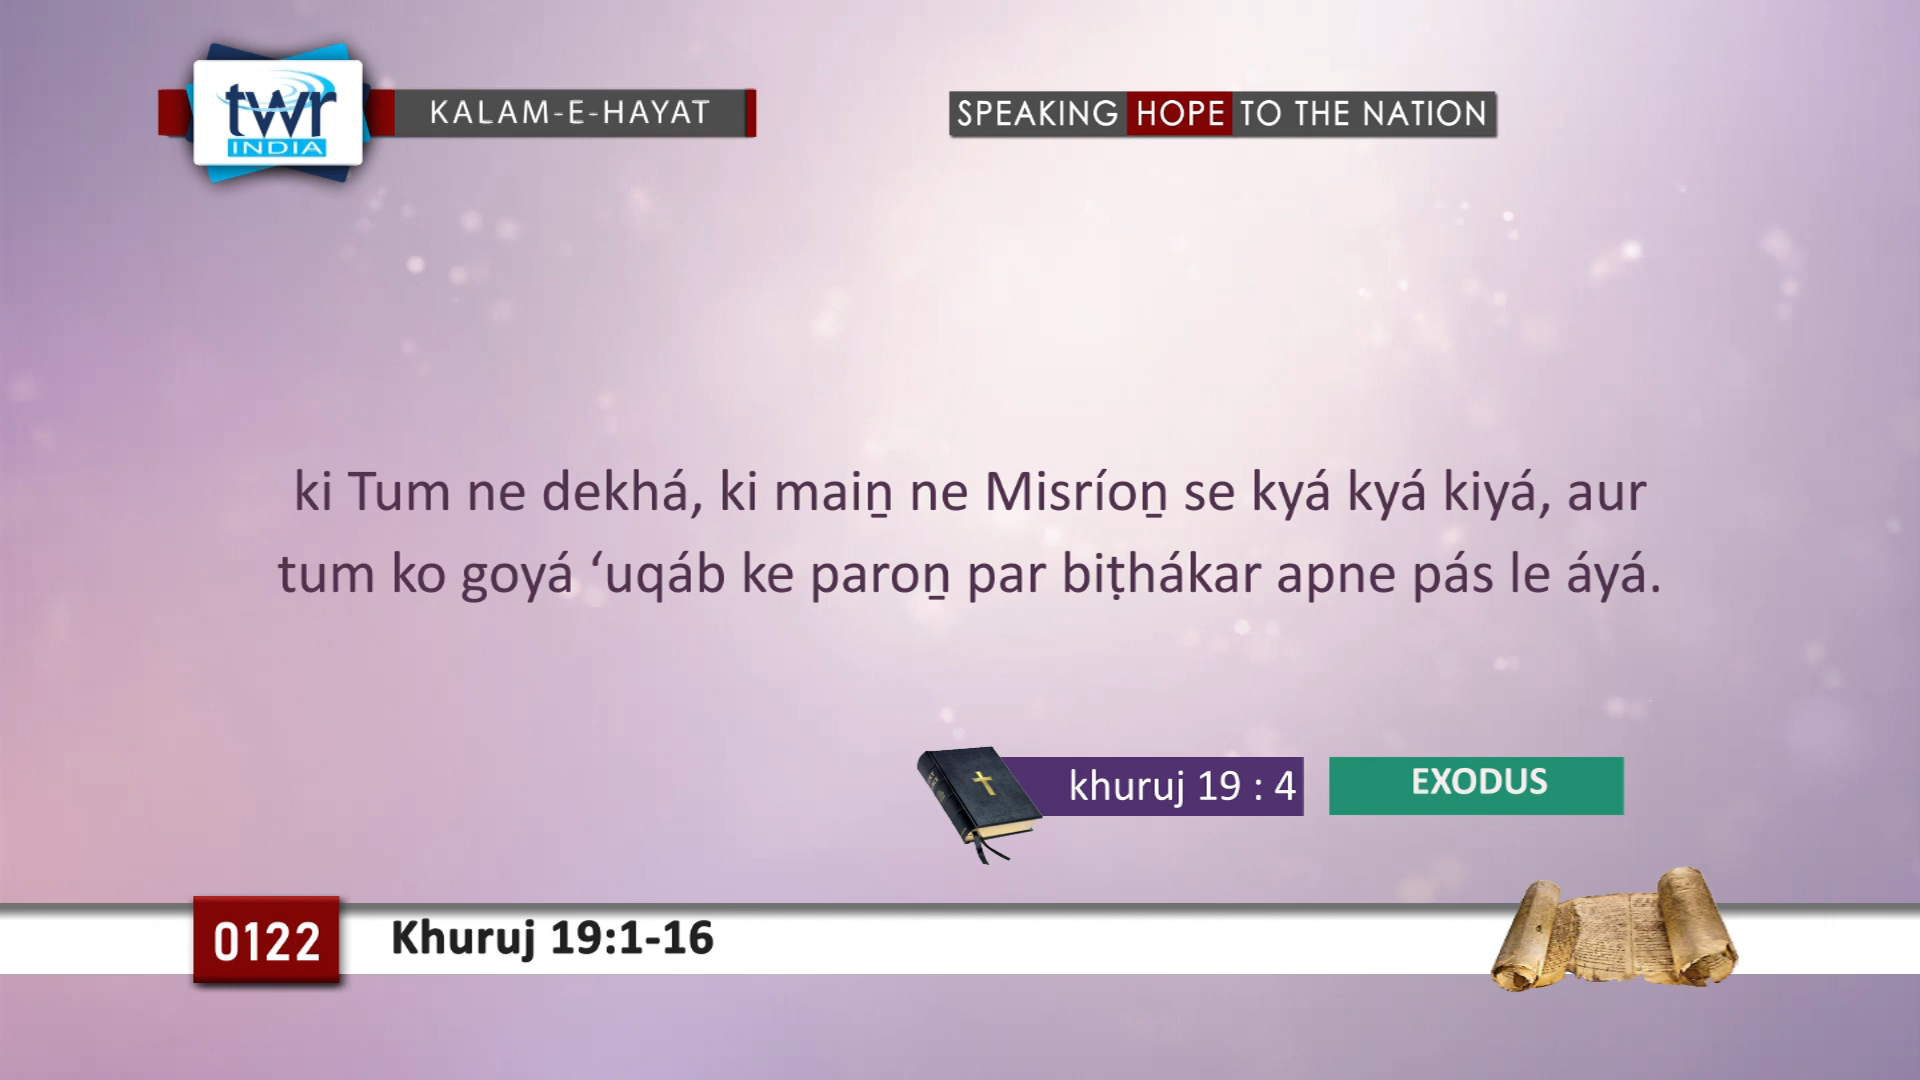 twr
INDIA
KALAM-E-HAYAT
SPEAKING HOPE TO THE NATION
ki Tum ne dekhá, ki maiṉ ne Misríoṉ se kyá kyá kiyá, aur
tum ko goyá ‘uqáb ke paroṉ par biṭhákar apne pás le áyá.
khuruj 19 : 4
EXODUS
0122
Khuruj 19:1-16